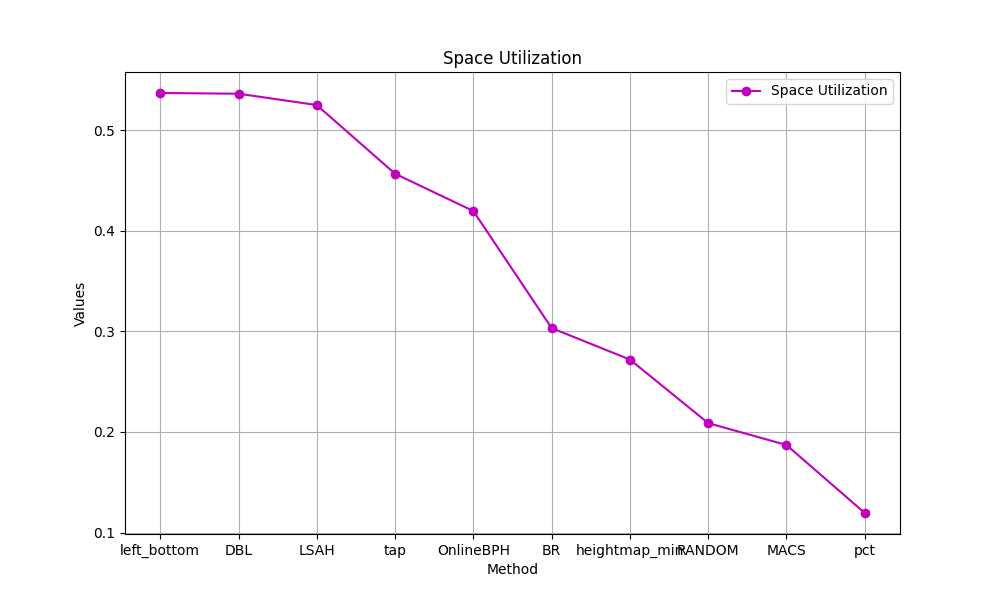 Space Utilization
Space Utilization
0.5
0.4
0.3
0.2
0.1
Values
left_bottom DBL LSAH tap OnlineBPH BR heightmap_min RANDOM MACS pct
Method